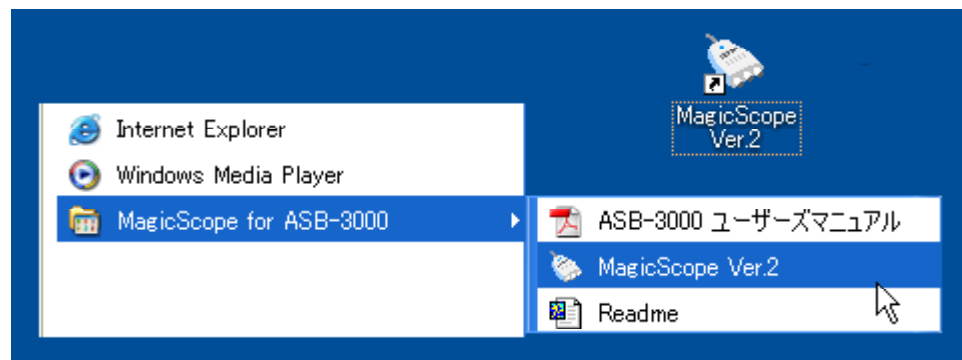 MagicScope
Ver.2
Internet Explorer
Windows Media Player
MagicScope for ASB-3000
ASB-3000 ユーザーズマニュアル
MagicScope Ver.2
Readme